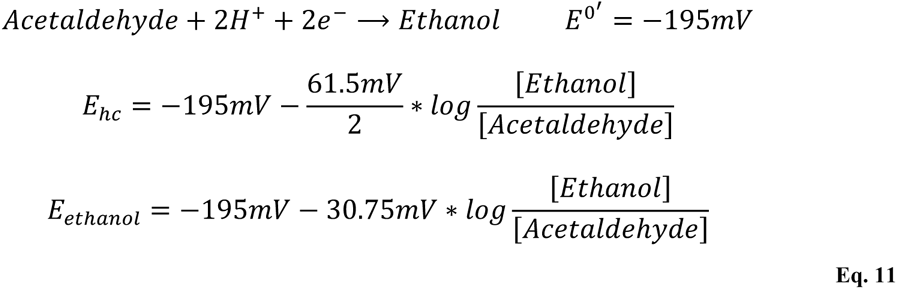 Acetaldehyde + 2H⁺ + 2e⁻ ⟶ Ethanol E⁰′ = −195mV
E_hc = −195mV − 61.5mV/2 * log [Ethanol]/[Acetaldehyde]
E_ethanol = −195mV − 30.75mV * log [Ethanol]/[Acetaldehyde]
Eq. 11